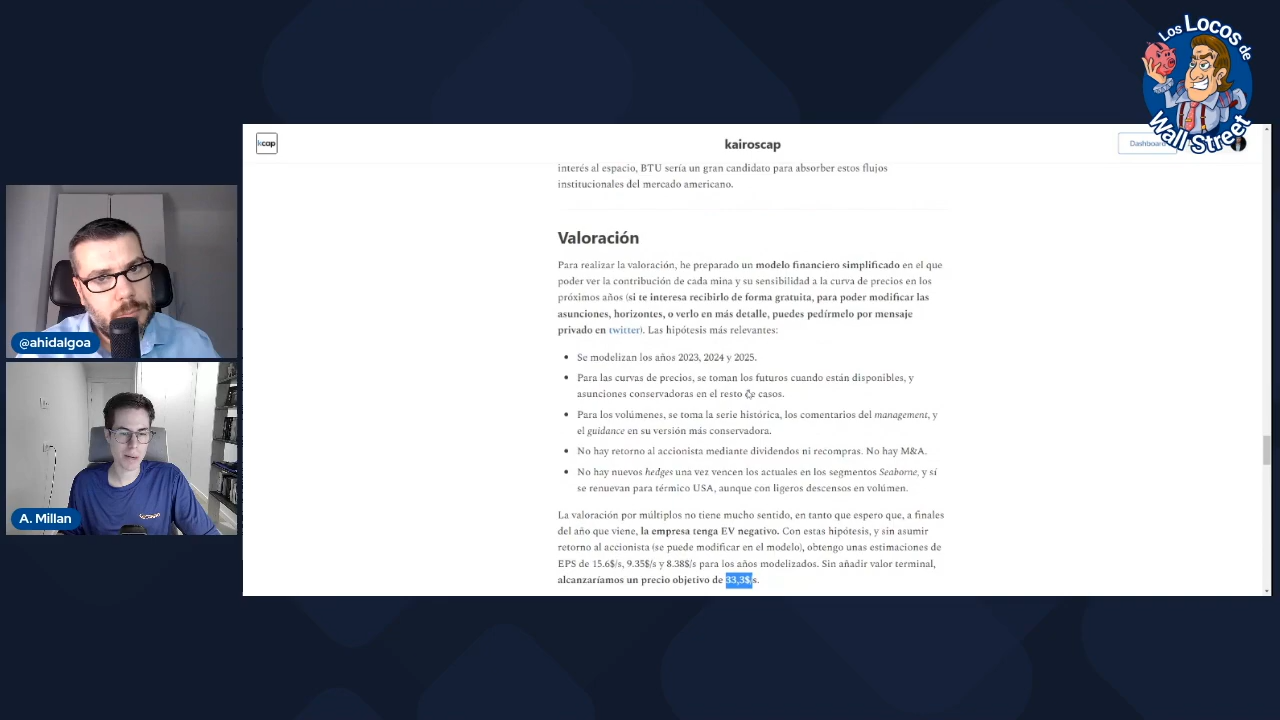 Los Locos de
Wall Street
kcap
kairoscap
Dashboard
interés al espacio, BTU sería un gran candidato para absorber estos flujos
institucionales del mercado americano.
Valoración
Para realizar la valoración, he preparado un modelo financiero simplificado en el que
poder ver la contribución de cada mina y su sensibilidad a la curva de precios en los
próximos años (si te interesa recibirlo de forma gratuita, para poder modificar las
asunciones, horizontes, o verlo en más detalle, puedes pedírmelo por mensaje
privado en twitter). Las hipótesis más relevantes:
Se modelizan los años 2023, 2024 y 2025.
Para las curvas de precios, se toman los futuros cuando están disponibles, y
asunciones conservadoras en el resto de casos.
Para los volúmenes, se toma la serie histórica, los comentarios del management, y
el guidance en su versión más conservadora.
No hay retorno al accionista mediante dividendos ni recompras. No hay M&A.
No hay nuevos hedges una vez vencen los actuales en los segmentos Seaborne, y sí
se renuevan para térmico USA, aunque con ligeros descensos en volúmen.
La valoración por múltiplos no tiene mucho sentido, en tanto que espero que, a finales
del año que viene, la empresa tenga EV negativo. Con estas hipótesis, y sin asumir
retorno al accionista (se puede modificar en el modelo), obtengo unas estimaciones de
EPS de 15.6$/s, 9.35$/s y 8.38$/s para los años modelizados. Sin añadir valor terminal,
alcanzaríamos un precio objetivo de 33,3$/s.
@ahidalgoa
A. Millan